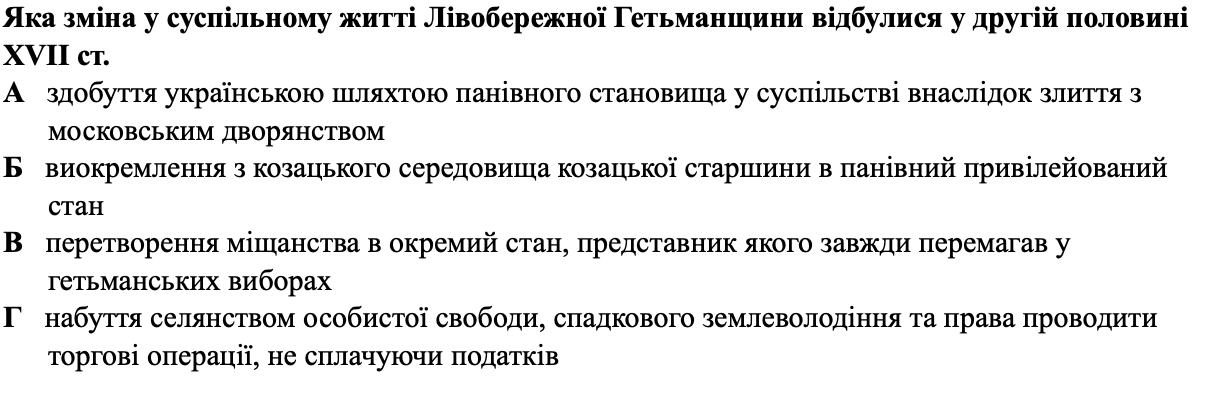 Яка зміна у суспільному житті Лівобережної Гетьманщини відбулися у другій половині
XVII ст.
А здобуття українською шляхтою панівного становища у суспільстві внаслідок злиття з
московським дворянством
Б виокремлення з козацького середовища козацької старшини в панівний привілейований
стан
В перетворення міщанства в окремий стан, представник якого завжди перемагав у
гетьманських виборах
Г набуття селянством особистої свободи, спадкового землеволодіння та права проводити
торгові операції, не сплачуючи податків